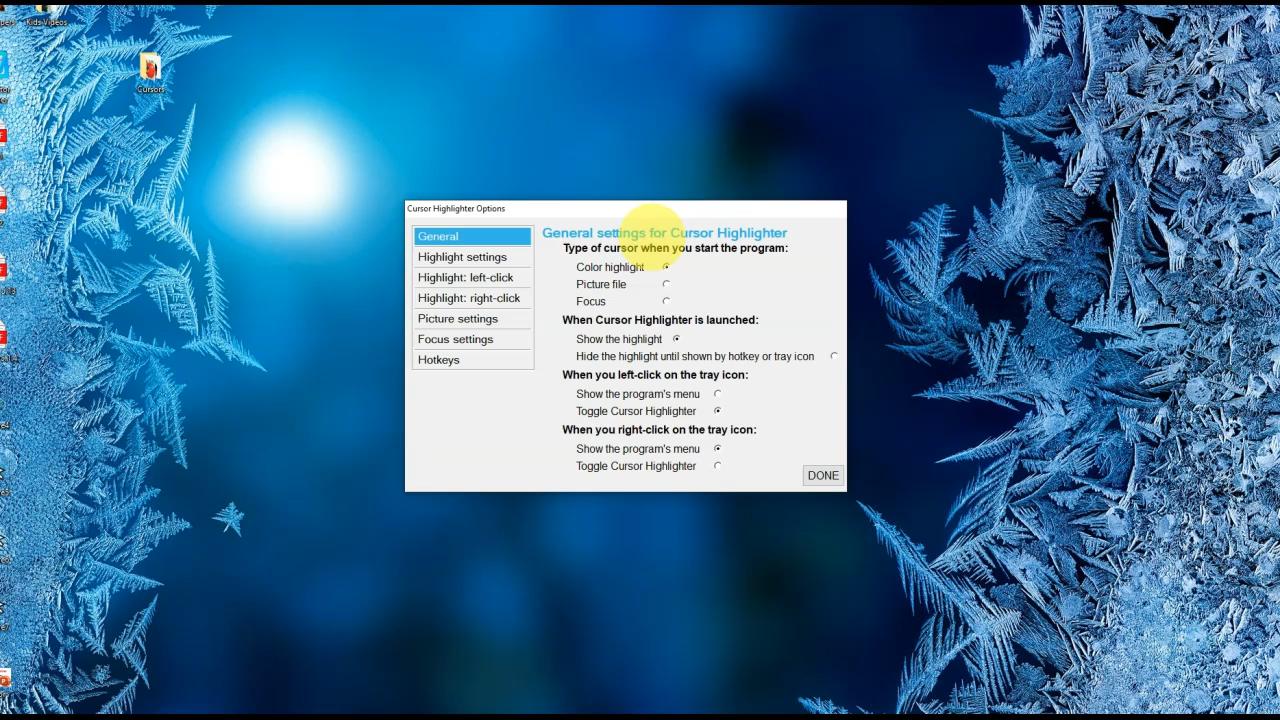 Kids Videos
Cursors
Cursor Highlighter Options
General
Highlight settings
Highlight: left-click
Highlight: right-click
Picture settings
Focus settings
Hotkeys
General settings for Cursor Highlighter
Type of cursor when you start the program:
Color highlight
Picture file
Focus
When Cursor Highlighter is launched:
Show the highlight
Hide the highlight until shown by hotkey or tray icon
When you left-click on the tray icon:
Show the program's menu
Toggle Cursor Highlighter
When you right-click on the tray icon:
Show the program's menu
Toggle Cursor Highlighter
DONE